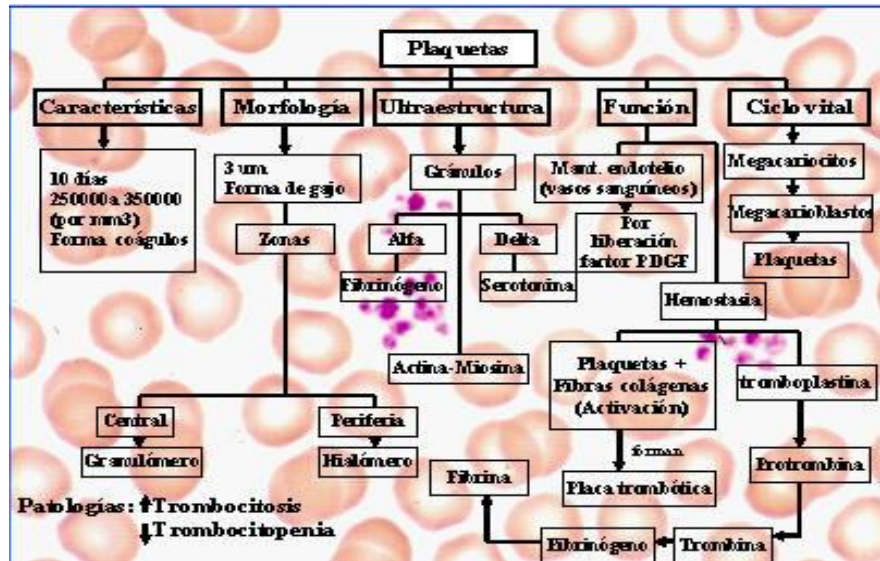 Plaquetas
Características
Morfología
Ultraestructura
Función
Ciclo vital
10 días
250000a 350000
(por mm3)
Forma coágulos
3 um
Forma de gajo
Gránulos
Mant. endotelio
(vasos sanguíneos)
Megacariocitos
Zonas
Alfa
Delta
Por
liberación
factor PDGF
Megacarioblastos
Fibrinógeno
Serotonina
Plaquetas
Hemostasia
Actina-Miosina
Plaquetas +
Fibras colágenas
(Activación)
tromboplastina
Central
Periferia
forman
Granulómero
Hialómero
Fibrina
Placa trombótica
Protrombina
Patologías: Trombocitosis
Trombocitopenia
Fibrinógeno
Trombina